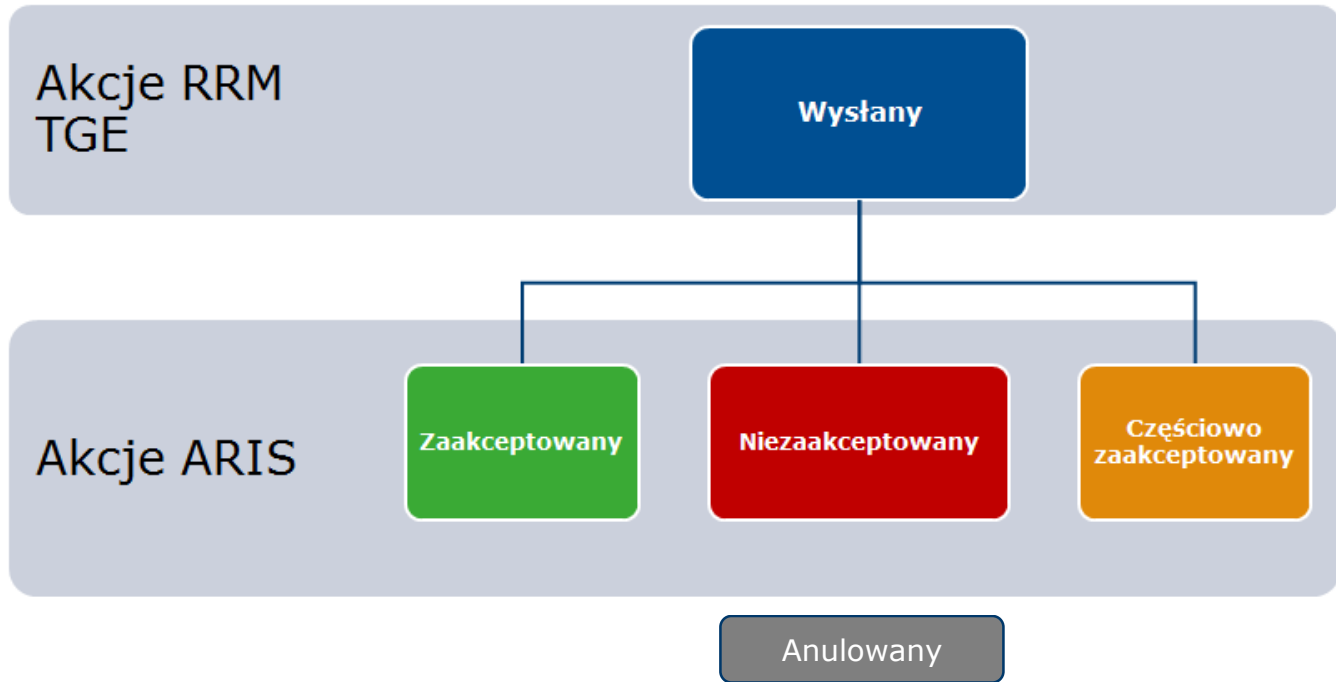 Akcje RRM
TGE
Wysłany
Akcje ARIS
Zaakceptowany
Niezaakceptowany
Częściowo
zaakceptowany
Anulowany